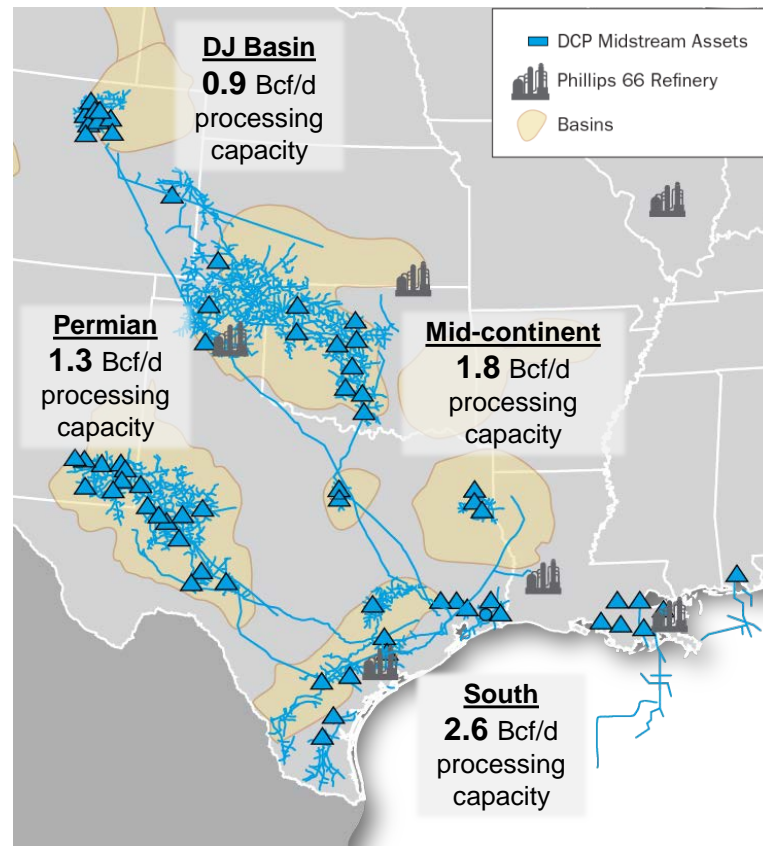 DJ Basin
0.9 Bcf/d
processing
capacity
DCP Midstream Assets
Phillips 66 Refinery
Basins
Permian
1.3 Bcf/d
processing
capacity
Mid-continent
1.8 Bcf/d
processing
capacity
South
2.6 Bcf/d
processing
capacity